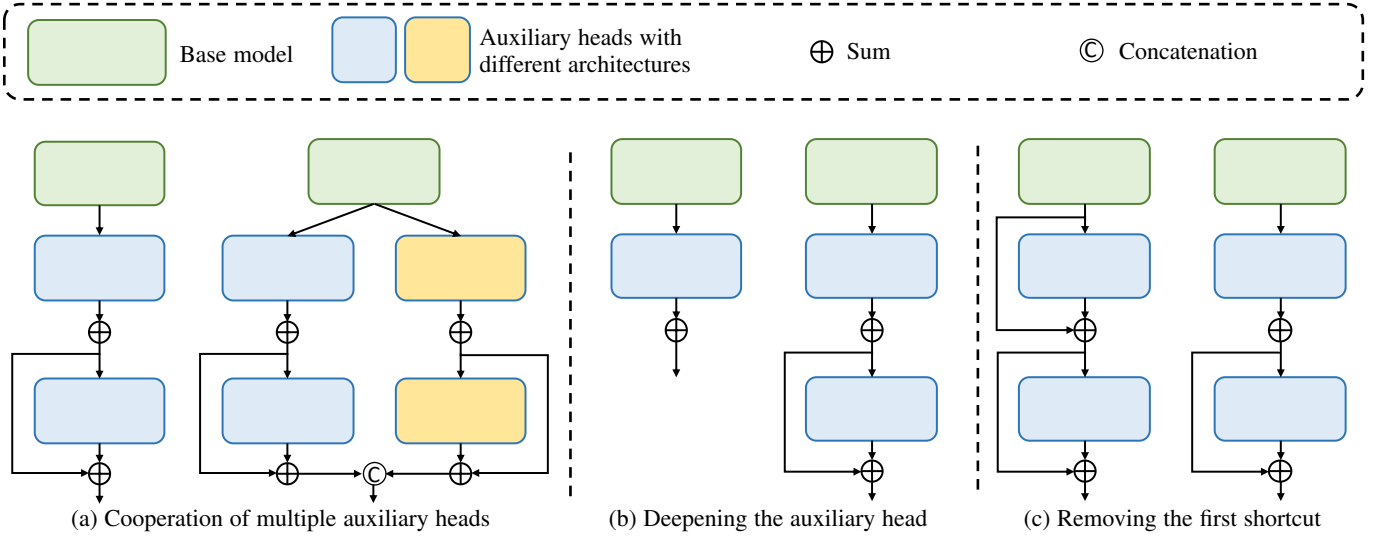 Base model
Auxiliary heads with
different architectures
Sum
C Concatenation
C
(a) Cooperation of multiple auxiliary heads
(b) Deepening the auxiliary head
(c) Removing the first shortcut